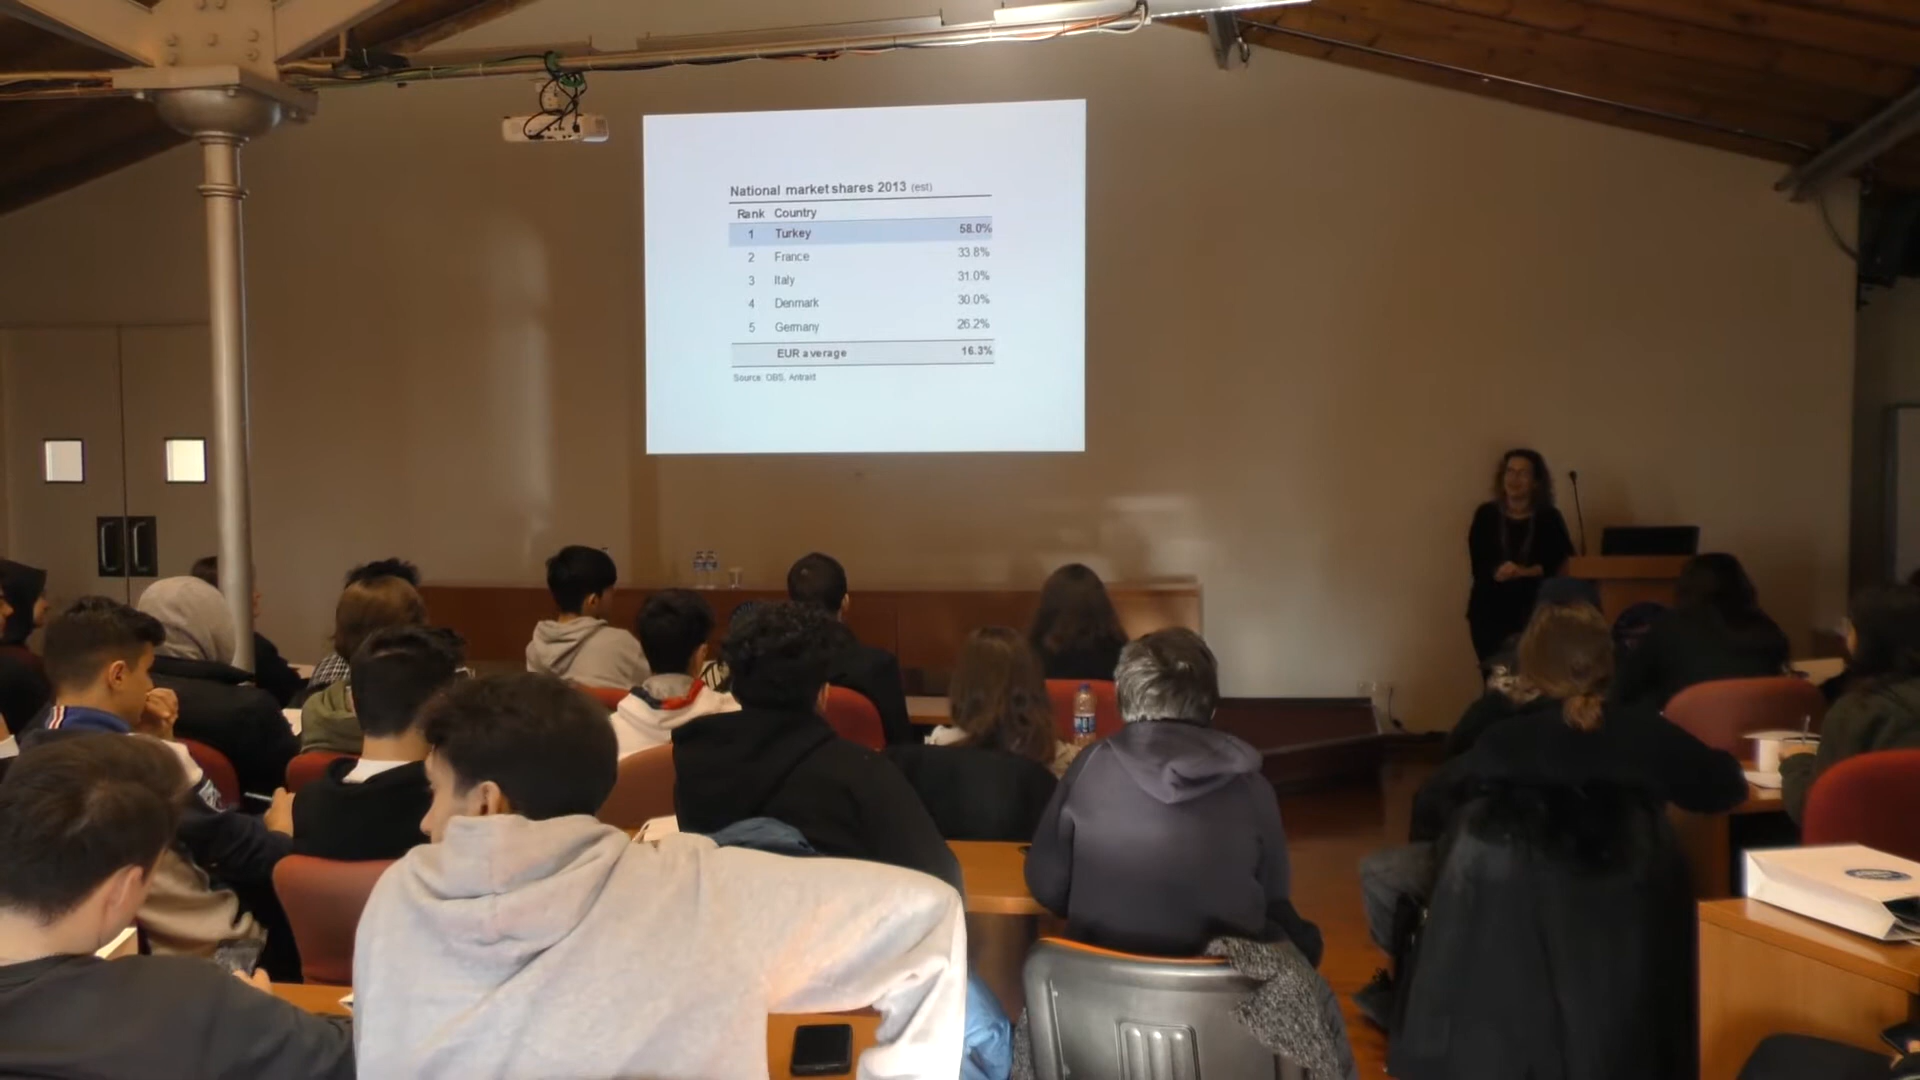 National market shares 2013 (est)
Rank Country
1 Turkey 58.0%
2 France 33.8%
3 Italy 31.0%
4 Denmark 30.0%
5 Germany 26.2%
EUR average 16.3%
Source: OBS, Antrakt